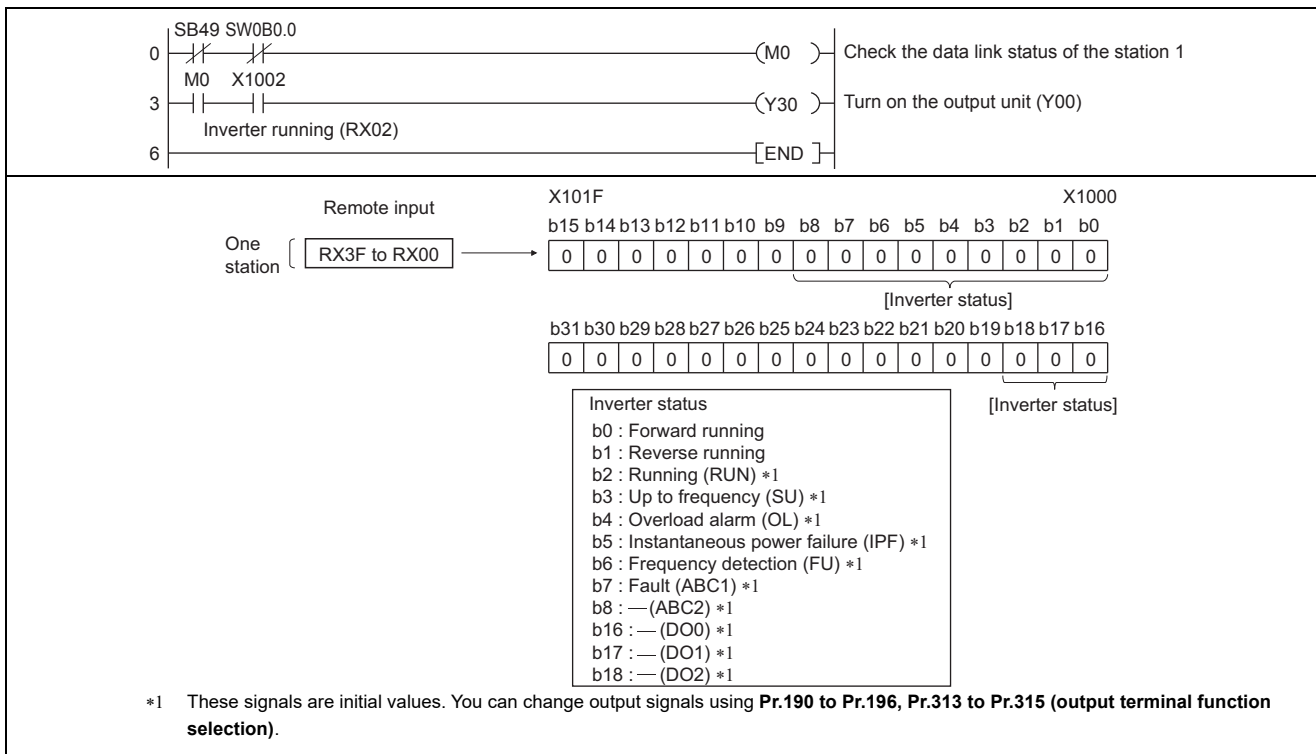 SB49 SW0B0.0
0 (M0 ) Check the data link status of the station 1
M0 X1002
3 (Y30 ) Turn on the output unit (Y00)
Inverter running (RX02)
6 [END ]
Remote input
X101F X1000
b15 b14 b13 b12 b11 b10 b9 b8 b7 b6 b5 b4 b3 b2 b1 b0
One station RX3F to RX00 0 0 0 0 0 0 0 0 0 0 0 0 0 0 0 0
[Inverter status]
b31 b30 b29 b28 b27 b26 b25 b24 b23 b22 b21 b20 b19 b18 b17 b16
0 0 0 0 0 0 0 0 0 0 0 0 0 0 0 0
[Inverter status]
Inverter status
b0 : Forward running
b1 : Reverse running
b2 : Running (RUN) *1
b3 : Up to frequency (SU) *1
b4 : Overload alarm (OL) *1
b5 : Instantaneous power failure (IPF) *1
b6 : Frequency detection (FU) *1
b7 : Fault (ABC1) *1
b8 : — (ABC2) *1
b16 : — (DO0) *1
b17 : — (DO1) *1
b18 : — (DO2) *1
*1 These signals are initial values. You can change output signals using Pr.190 to Pr.196, Pr.313 to Pr.315 (output terminal function
selection).